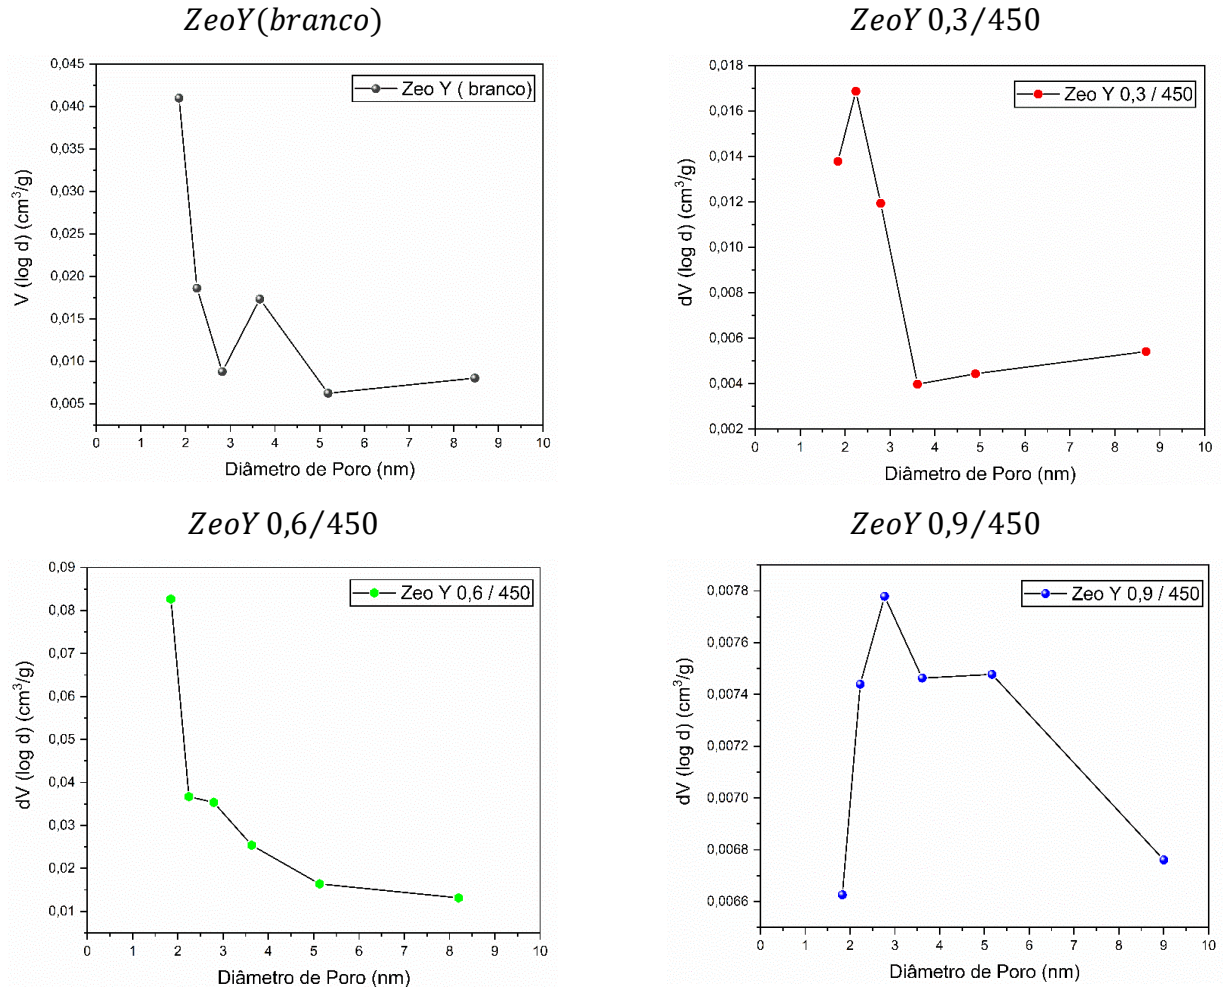 ZeoY(branco)
0,045
0,040
0,035
0,030
0,025
0,020
0,015
0,010
0,005
V (log d) (cm³/g)
Zeo Y ( branco)
0 1 2 3 4 5 6 7 8 9 10
Diâmetro de Poro (nm)
ZeoY 0,3/450
0,018
0,016
0,014
0,012
0,010
0,008
0,006
0,004
0,002
dV (log d) (cm³/g)
Zeo Y 0,3 / 450
0 1 2 3 4 5 6 7 8 9 10
Diâmetro de Poro (nm)
ZeoY 0,6/450
0,09
0,08
0,07
0,06
0,05
0,04
0,03
0,02
0,01
dV (log d) (cm³/g)
Zeo Y 0,6 / 450
0 1 2 3 4 5 6 7 8 9 10
Diâmetro de Poro (nm)
ZeoY 0,9/450
0,0078
0,0076
0,0074
0,0072
0,0070
0,0068
0,0066
dV (log d) (cm³/g)
Zeo Y 0,9 / 450
0 1 2 3 4 5 6 7 8 9 10
Diâmetro de Poro (nm)